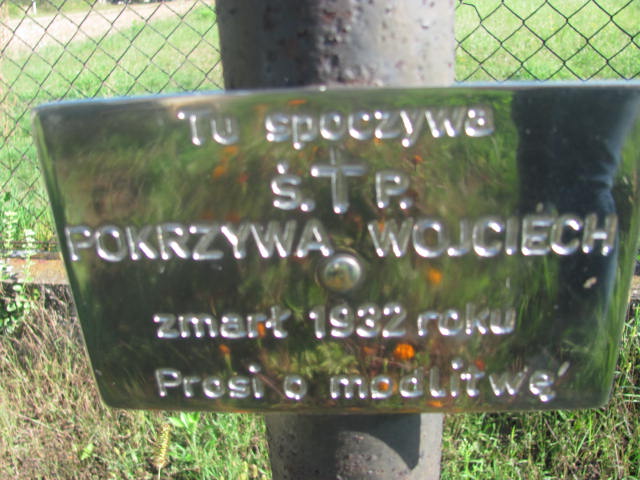 Tu spoczywa
Ś. † P.
POKRZYWA WOJCIECH
zmarł 1932 roku
Prosi o modlitwę